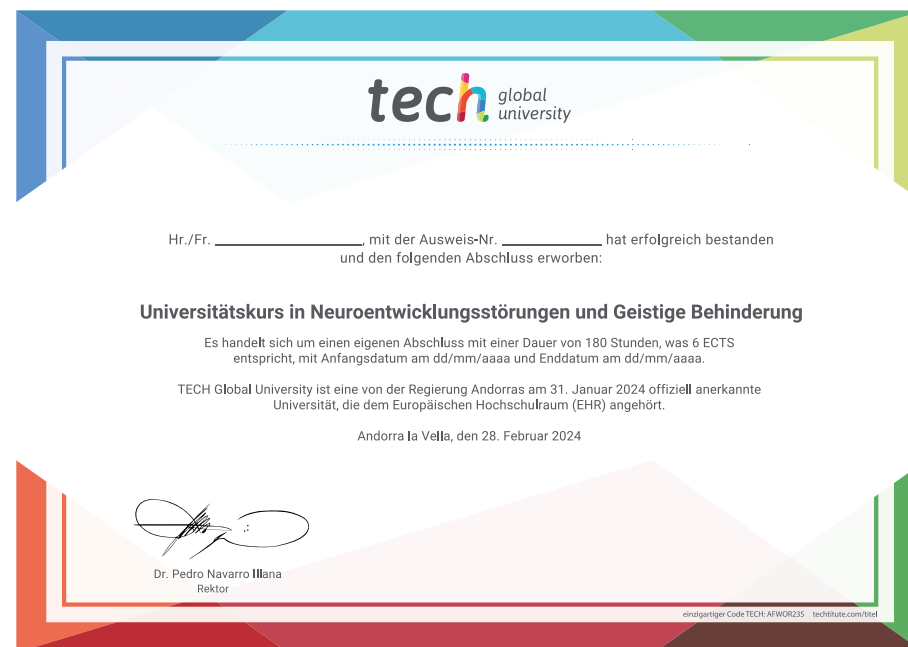 tech global university
Hr./Fr. ____________________, mit der Ausweis-Nr. ______________ hat erfolgreich bestanden
und den folgenden Abschluss erworben:
Universitätskurs in Neuroentwicklungsstörungen und Geistige Behinderung
Es handelt sich um einen eigenen Abschluss mit einer Dauer von 180 Stunden, was 6 ECTS
entspricht, mit Anfangsdatum am dd/mm/aaaa und Enddatum am dd/mm/aaaa.
TECH Global University ist eine von der Regierung Andorras am 31. Januar 2024 offiziell anerkannte
Universität, die dem Europäischen Hochschulraum (EHR) angehört.
Andorra la Vella, den 28. Februar 2024
Dr. Pedro Navarro Illana
Rektor
einzigartiger Code TECH: AFWOR235 techtitute.com/titel